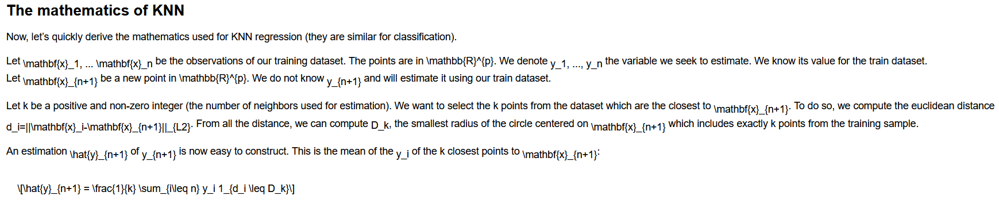 The mathematics of KNN
Now, let's quickly derive the mathematics used for KNN regression (they are similar for classification).
Let \mathbf{x}_1, ... \mathbf{x}_n be the observations of our training dataset. The points are in \mathbb{R}^{p}. We denote y_1, ..., y_n the variable we seek to estimate. We know its value for the train dataset.
Let \mathbf{x}_{n+1} be a new point in \mathbb{R}^{p}. We do not know y_{n+1} and will estimate it using our train dataset.
Let k be a positive and non-zero integer (the number of neighbors used for estimation). We want to select the k points from the dataset which are the closest to \mathbf{x}_{n+1}. To do so, we compute the euclidean distance
d_i=||\mathbf{x}_i-\mathbf{x}_{n+1}||_{L2}. From all the distance, we can compute D_k, the smallest radius of the circle centered on \mathbf{x}_{n+1} which includes exactly k points from the training sample.
An estimation \hat{y}_{n+1} of y_{n+1} is now easy to construct. This is the mean of the y_i of the k closest points to \mathbf{x}_{n+1}:
\[\hat{y}_{n+1} = \frac{1}{k} \sum_{i\leq n} y_i 1_{d_i \leq D_k}\]